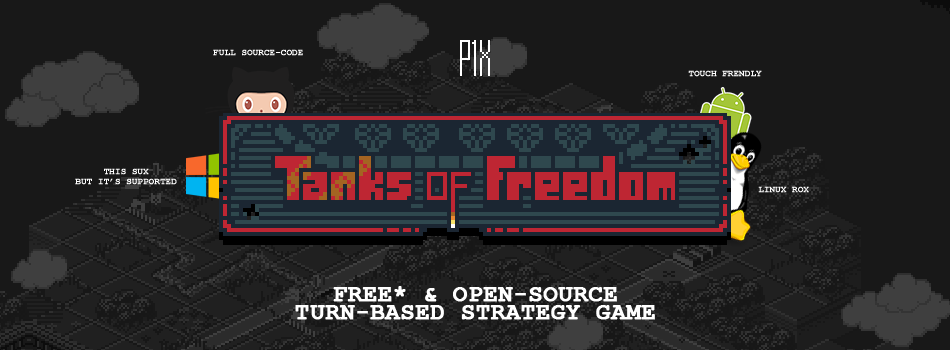 P1X
FULL SOURCE-CODE
TOUCH FRENDLY
Tanks OF Freedom
THIS SUX
BUT IT'S SUPPORTED
LINUX ROX
FREE* & OPEN-SOURCE
TURN-BASED STRATEGY GAME